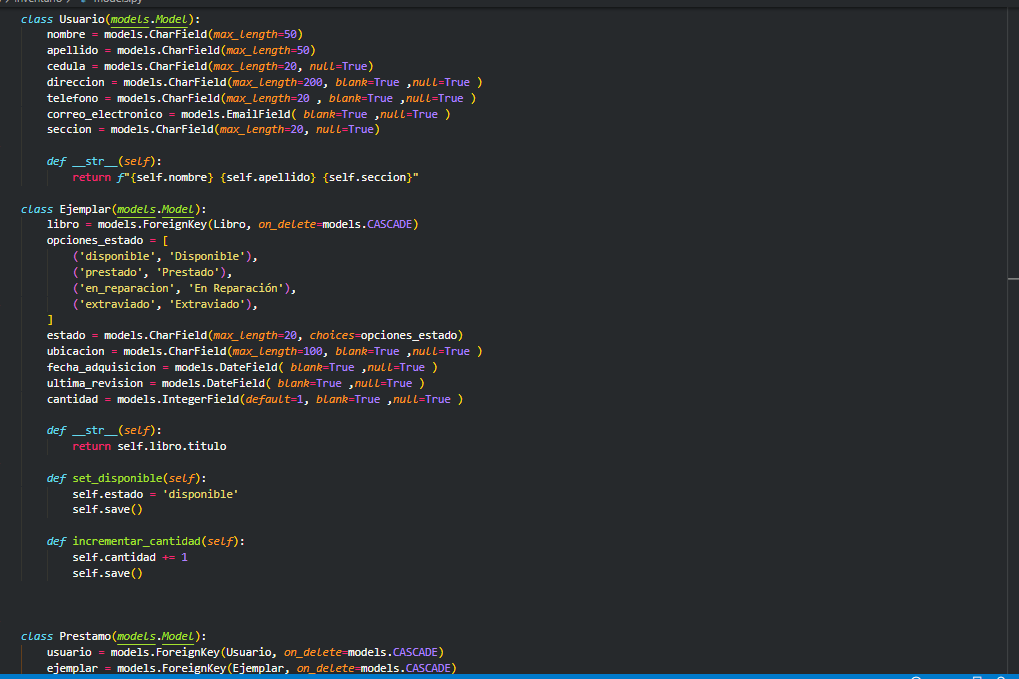 class Usuario(models.Model):
    nombre = models.CharField(max_length=50)
    apellido = models.CharField(max_length=50)
    cedula = models.CharField(max_length=20, null=True)
    direccion = models.CharField(max_length=200, blank=True ,null=True )
    telefono = models.CharField(max_length=20 , blank=True ,null=True )
    correo_electronico = models.EmailField( blank=True ,null=True )
    seccion = models.CharField(max_length=20, null=True)
    def __str__(self):
        return f"{self.nombre} {self.apellido} {self.seccion}"
class Ejemplar(models.Model):
    libro = models.ForeignKey(Libro, on_delete=models.CASCADE)
    opciones_estado = [
        ('disponible', 'Disponible'),
        ('prestado', 'Prestado'),
        ('en_reparacion', 'En Reparación'),
        ('extraviado', 'Extraviado'),
    ]
    estado = models.CharField(max_length=20, choices=opciones_estado)
    ubicacion = models.CharField(max_length=100, blank=True ,null=True )
    fecha_adquisicion = models.DateField( blank=True ,null=True )
    ultima_revision = models.DateField( blank=True ,null=True )
    cantidad = models.IntegerField(default=1, blank=True ,null=True )
    def __str__(self):
        return self.libro.titulo
    def set_disponible(self):
        self.estado = 'disponible'
        self.save()
    def incrementar_cantidad(self):
        self.cantidad += 1
        self.save()
class Prestamo(models.Model):
    usuario = models.ForeignKey(Usuario, on_delete=models.CASCADE)
    ejemplar = models.ForeignKey(Ejemplar, on_delete=models.CASCADE)